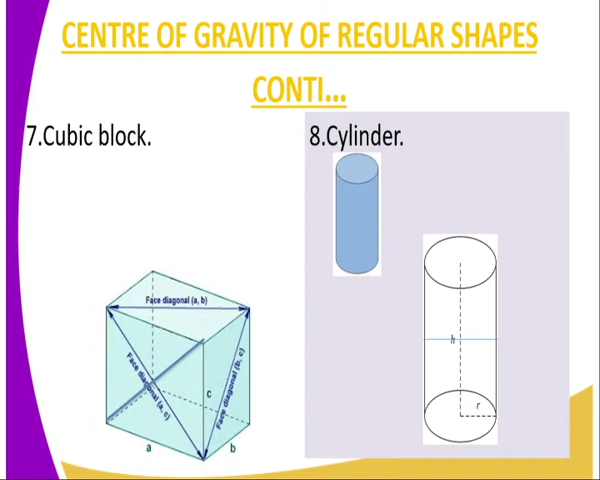 CENTRE OF GRAVITY OF REGULAR SHAPES
CONTI...
7.Cubic block.
8.Cylinder.
Face diagonal (a, b)
Face diagonal (a, c)
Face diagonal (b, c)
c
a
b
h
r